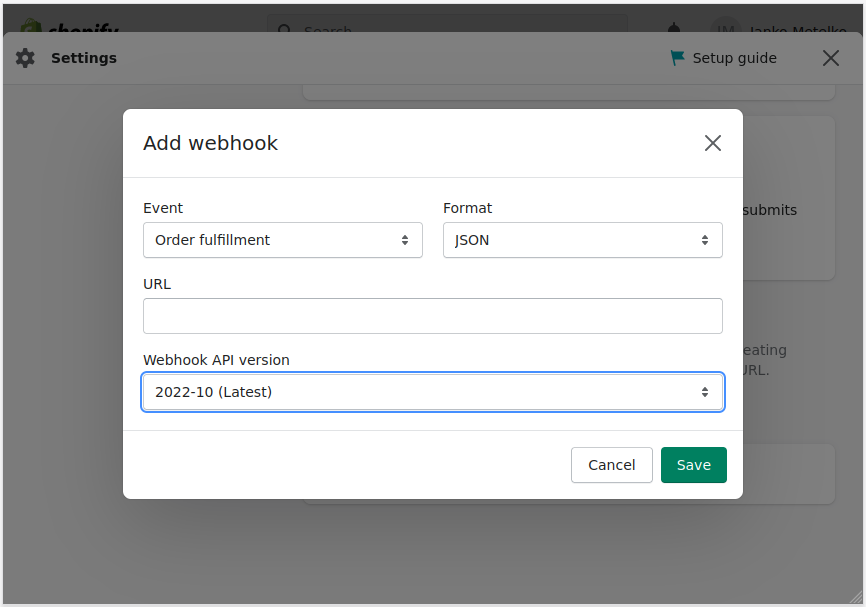 shopify
Search
JM
Janko Metelko
Settings
Setup guide
Add webhook
submits
Event
Format
Order fulfillment
JSON
URL
eating
Webhook API version
URL.
2022-10 (Latest)
Cancel
Save